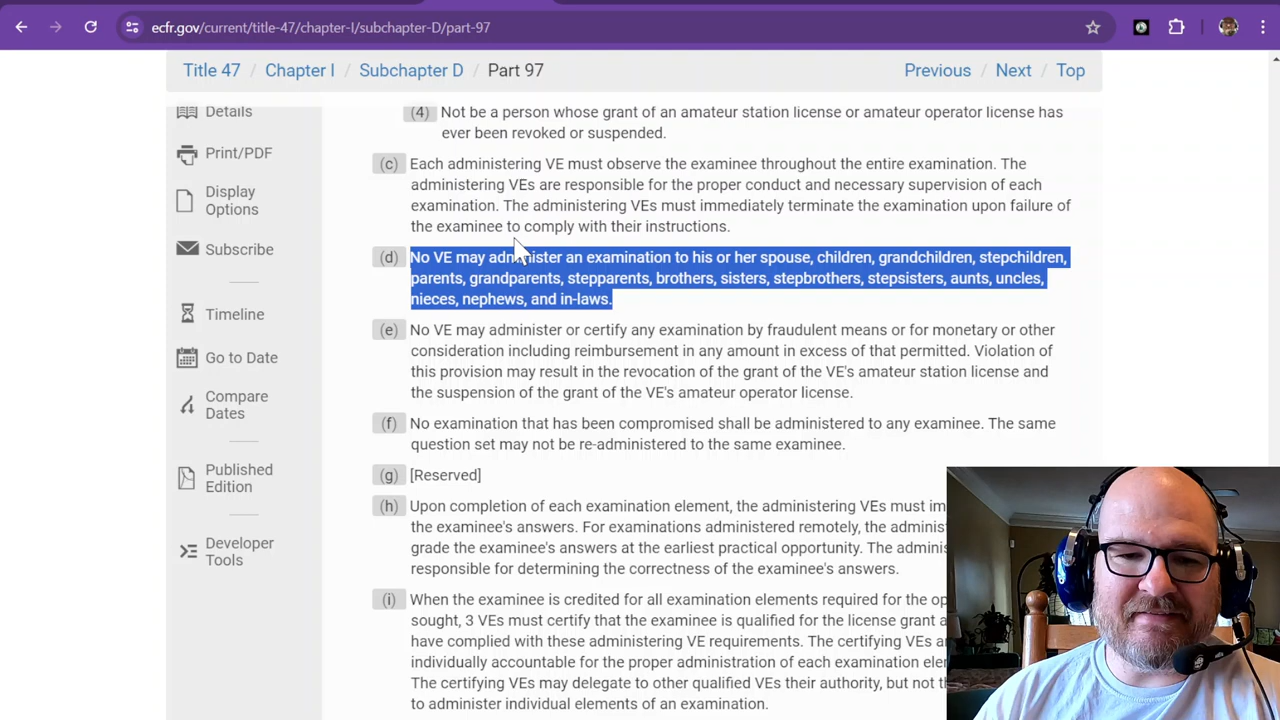 ecfr.gov/current/title-47/chapter-I/subchapter-D/part-97
Title 47 / Chapter I / Subchapter D / Part 97
Previous / Next / Top
Details
Print/PDF
Display
Options
Subscribe
Timeline
Go to Date
Compare
Dates
Published
Edition
Developer
Tools
(4) Not be a person whose grant of an amateur station license or amateur operator license has
ever been revoked or suspended.
(c) Each administering VE must observe the examinee throughout the entire examination. The
administering VEs are responsible for the proper conduct and necessary supervision of each
examination. The administering VEs must immediately terminate the examination upon failure of
the examinee to comply with their instructions.
(d) No VE may administer an examination to his or her spouse, children, grandchildren, stepchildren,
parents, grandparents, stepparents, brothers, sisters, stepbrothers, stepsisters, aunts, uncles,
nieces, nephews, and in-laws.
(e) No VE may administer or certify any examination by fraudulent means or for monetary or other
consideration including reimbursement in any amount in excess of that permitted. Violation of
this provision may result in the revocation of the grant of the VE's amateur station license and
the suspension of the grant of the VE's amateur operator license.
(f) No examination that has been compromised shall be administered to any examinee. The same
question set may not be re-administered to the same examinee.
(g) [Reserved]
(h) Upon completion of each examination element, the administering VEs must im
the examinee's answers. For examinations administered remotely, the adminis
grade the examinee's answers at the earliest practical opportunity. The admini
responsible for determining the correctness of the examinee's answers.
(i) When the examinee is credited for all examination elements required for the op
sought, 3 VEs must certify that the examinee is qualified for the license grant a
have complied with these administering VE requirements. The certifying VEs a
individually accountable for the proper administration of each examination ele
The certifying VEs may delegate to other qualified VEs their authority, but not t
to administer individual elements of an examination.